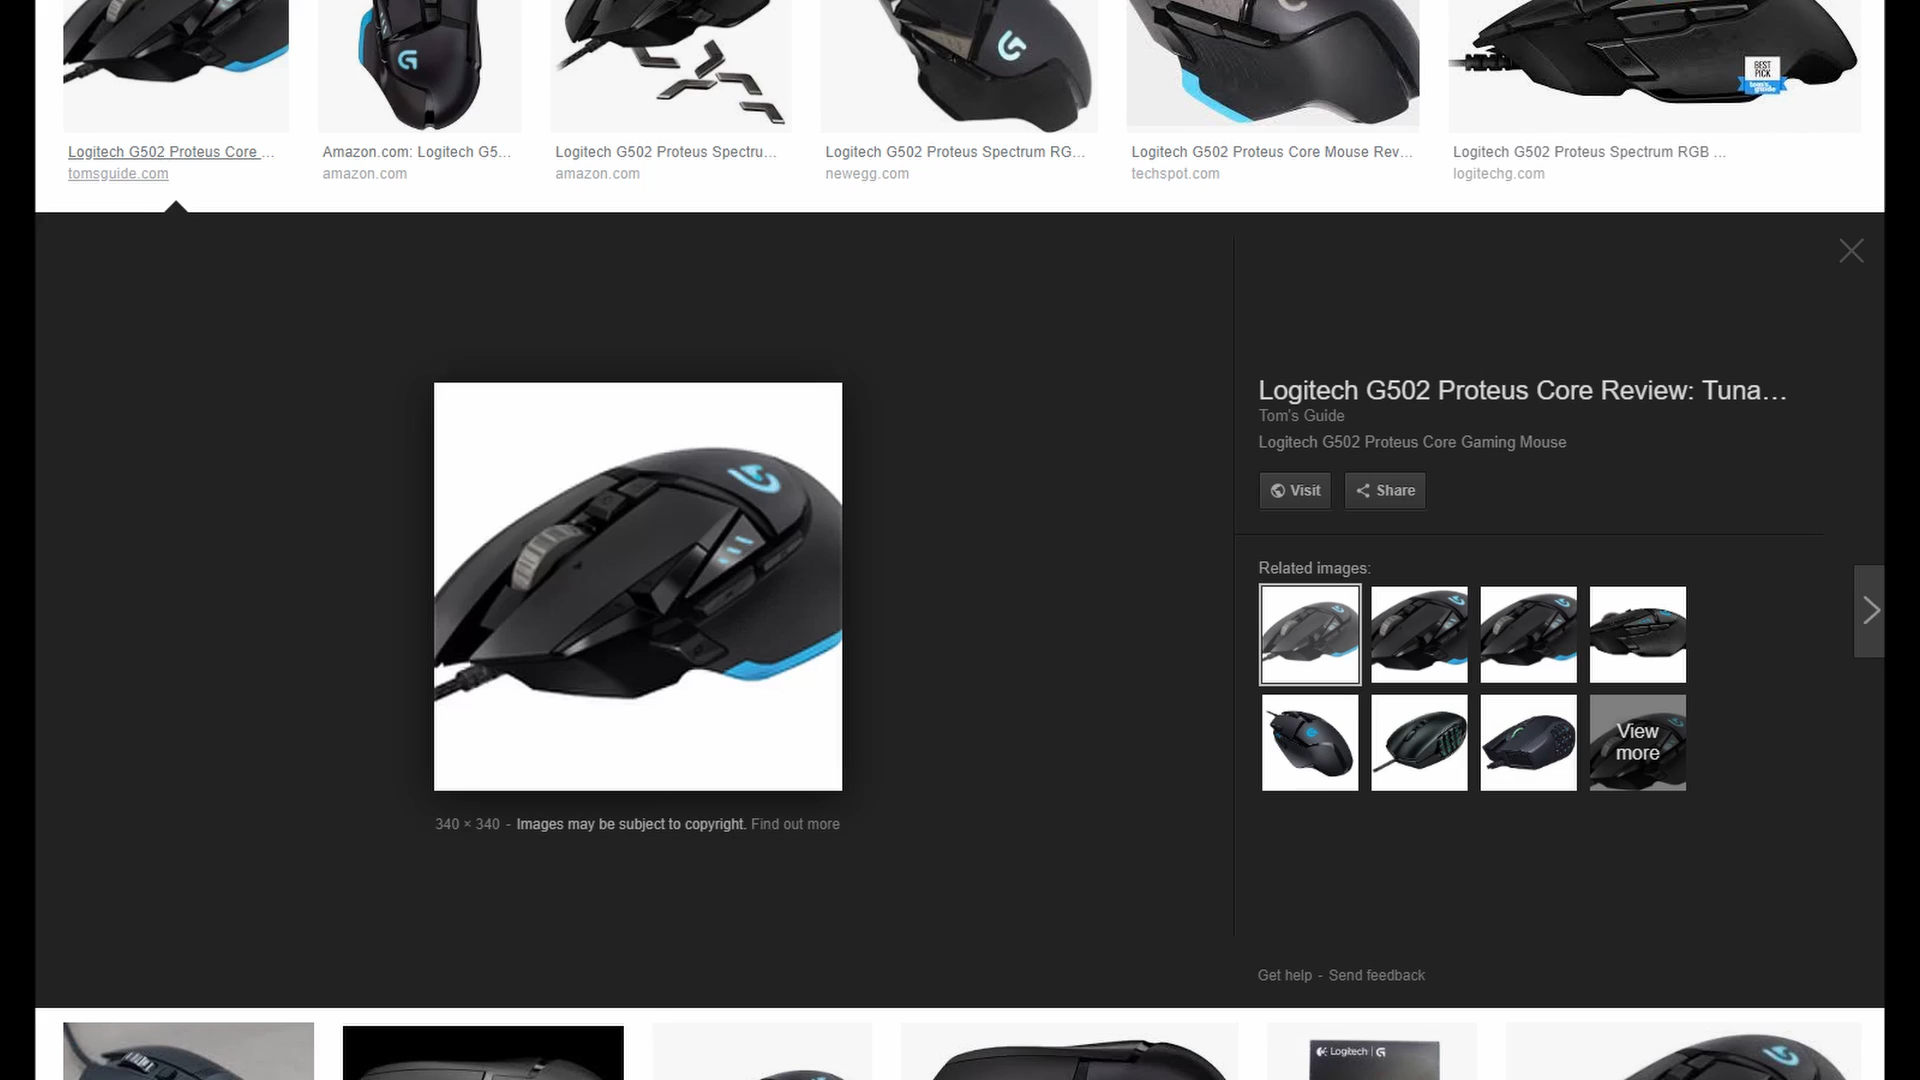 BEST
PICK
tom's
guide
Logitech G502 Proteus Core ...
tomsguide.com
Amazon.com: Logitech G5...
amazon.com
Logitech G502 Proteus Spectru...
amazon.com
Logitech G502 Proteus Spectrum RG...
newegg.com
Logitech G502 Proteus Core Mouse Rev...
techspot.com
Logitech G502 Proteus Spectrum RGB ...
logitechg.com
Logitech G502 Proteus Core Review: Tuna...
Tom's Guide
Logitech G502 Proteus Core Gaming Mouse
Visit
Share
Related images:
View
more
340 × 340 - Images may be subject to copyright. Find out more
Get help - Send feedback
Logitech G